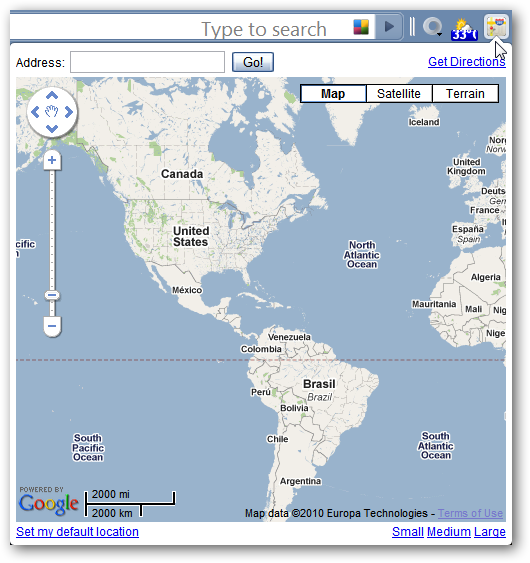 Type to search
33°
Address:
Go!
Get Directions
Map
Satellite
Terrain
Iceland
United
Kingdom
Canada
France
España
Spain
United
States
North
Atlantic
Ocean
Algeria
México
Mauritania
Mali
Venezuela
Colombia
Brasil
Brazil
Perú
Bolivia
Chile
South
Pacific
Ocean
South
Atlantic
Ocean
Argentina
POWERED BY
Google
2000 mi
2000 km
Map data ©2010 Europa Technologies - Terms of Use
Set my default location
Small Medium Large